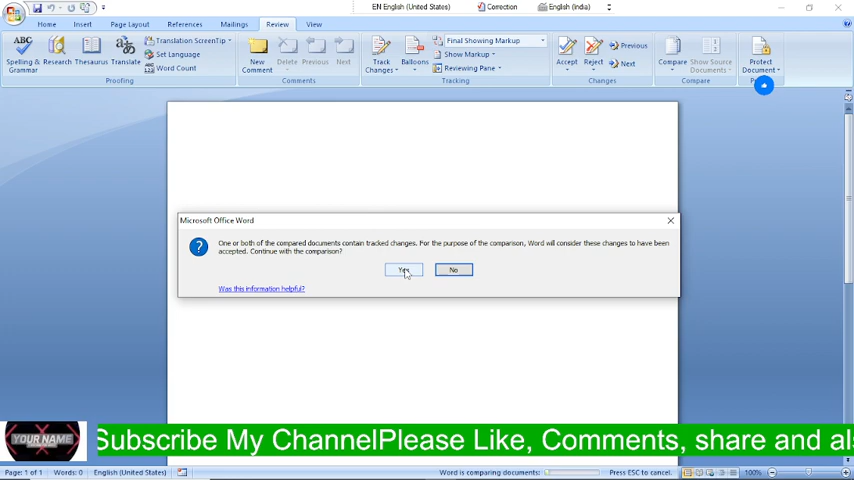 EN English (United States) Correction English (India)
Home Insert Page Layout References Mailings Review View
ABC Spelling & Grammar Research Thesaurus Translate
Translation ScreenTip
Set Language
Word Count
Proofing
New Comment Delete Previous Next
Comments
Track Changes Balloons
Final Showing Markup
Show Markup
Reviewing Pane
Tracking
Accept Reject Previous
Next
Changes
Compare Show Source Documents
Compare
Protect Document
Microsoft Office Word
One or both of the compared documents contain tracked changes. For the purpose of the comparison, Word will consider these changes to have been
accepted. Continue with the comparison?
Yes No
Was this information helpful?
YOUR NAME
Subscribe My ChannelPlease Like, Comments, share and al
Page: 1 of 1 Words: 0 English (United States) Word is comparing documents: Press ESC to cancel. 100%